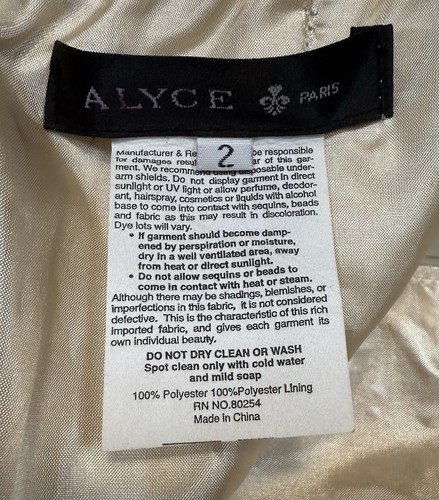 ALYCE PARIS
2
Manufacturer & Re be responsible
for damages resul ar of this gar-
ment. We recommend using disposable under-
arm shields. Do not display garment in direct
sunlight or UV light or allow perfume, deodor-
ant, hairspray, cosmetics or liquids with alcohol
base to come into contact with sequins, beads
and fabric as this may result in discoloration.
Dye lots will vary.
• If garment should become damp-
ened by perspiration or moisture,
dry in a well ventilated area, away
from heat or direct sunlight.
• Do not allow sequins or beads to
come in contact with heat or steam.
Although there may be shadings, blemishes, or
imperfections in this fabric, it is not considered
defective. This is the characteristic of this rich
imported fabric, and gives each garment its
own individual beauty.
DO NOT DRY CLEAN OR WASH
Spot clean only with cold water
and mild soap
100% Polyester 100%Polyester Lining
RN NO.80254
Made in China